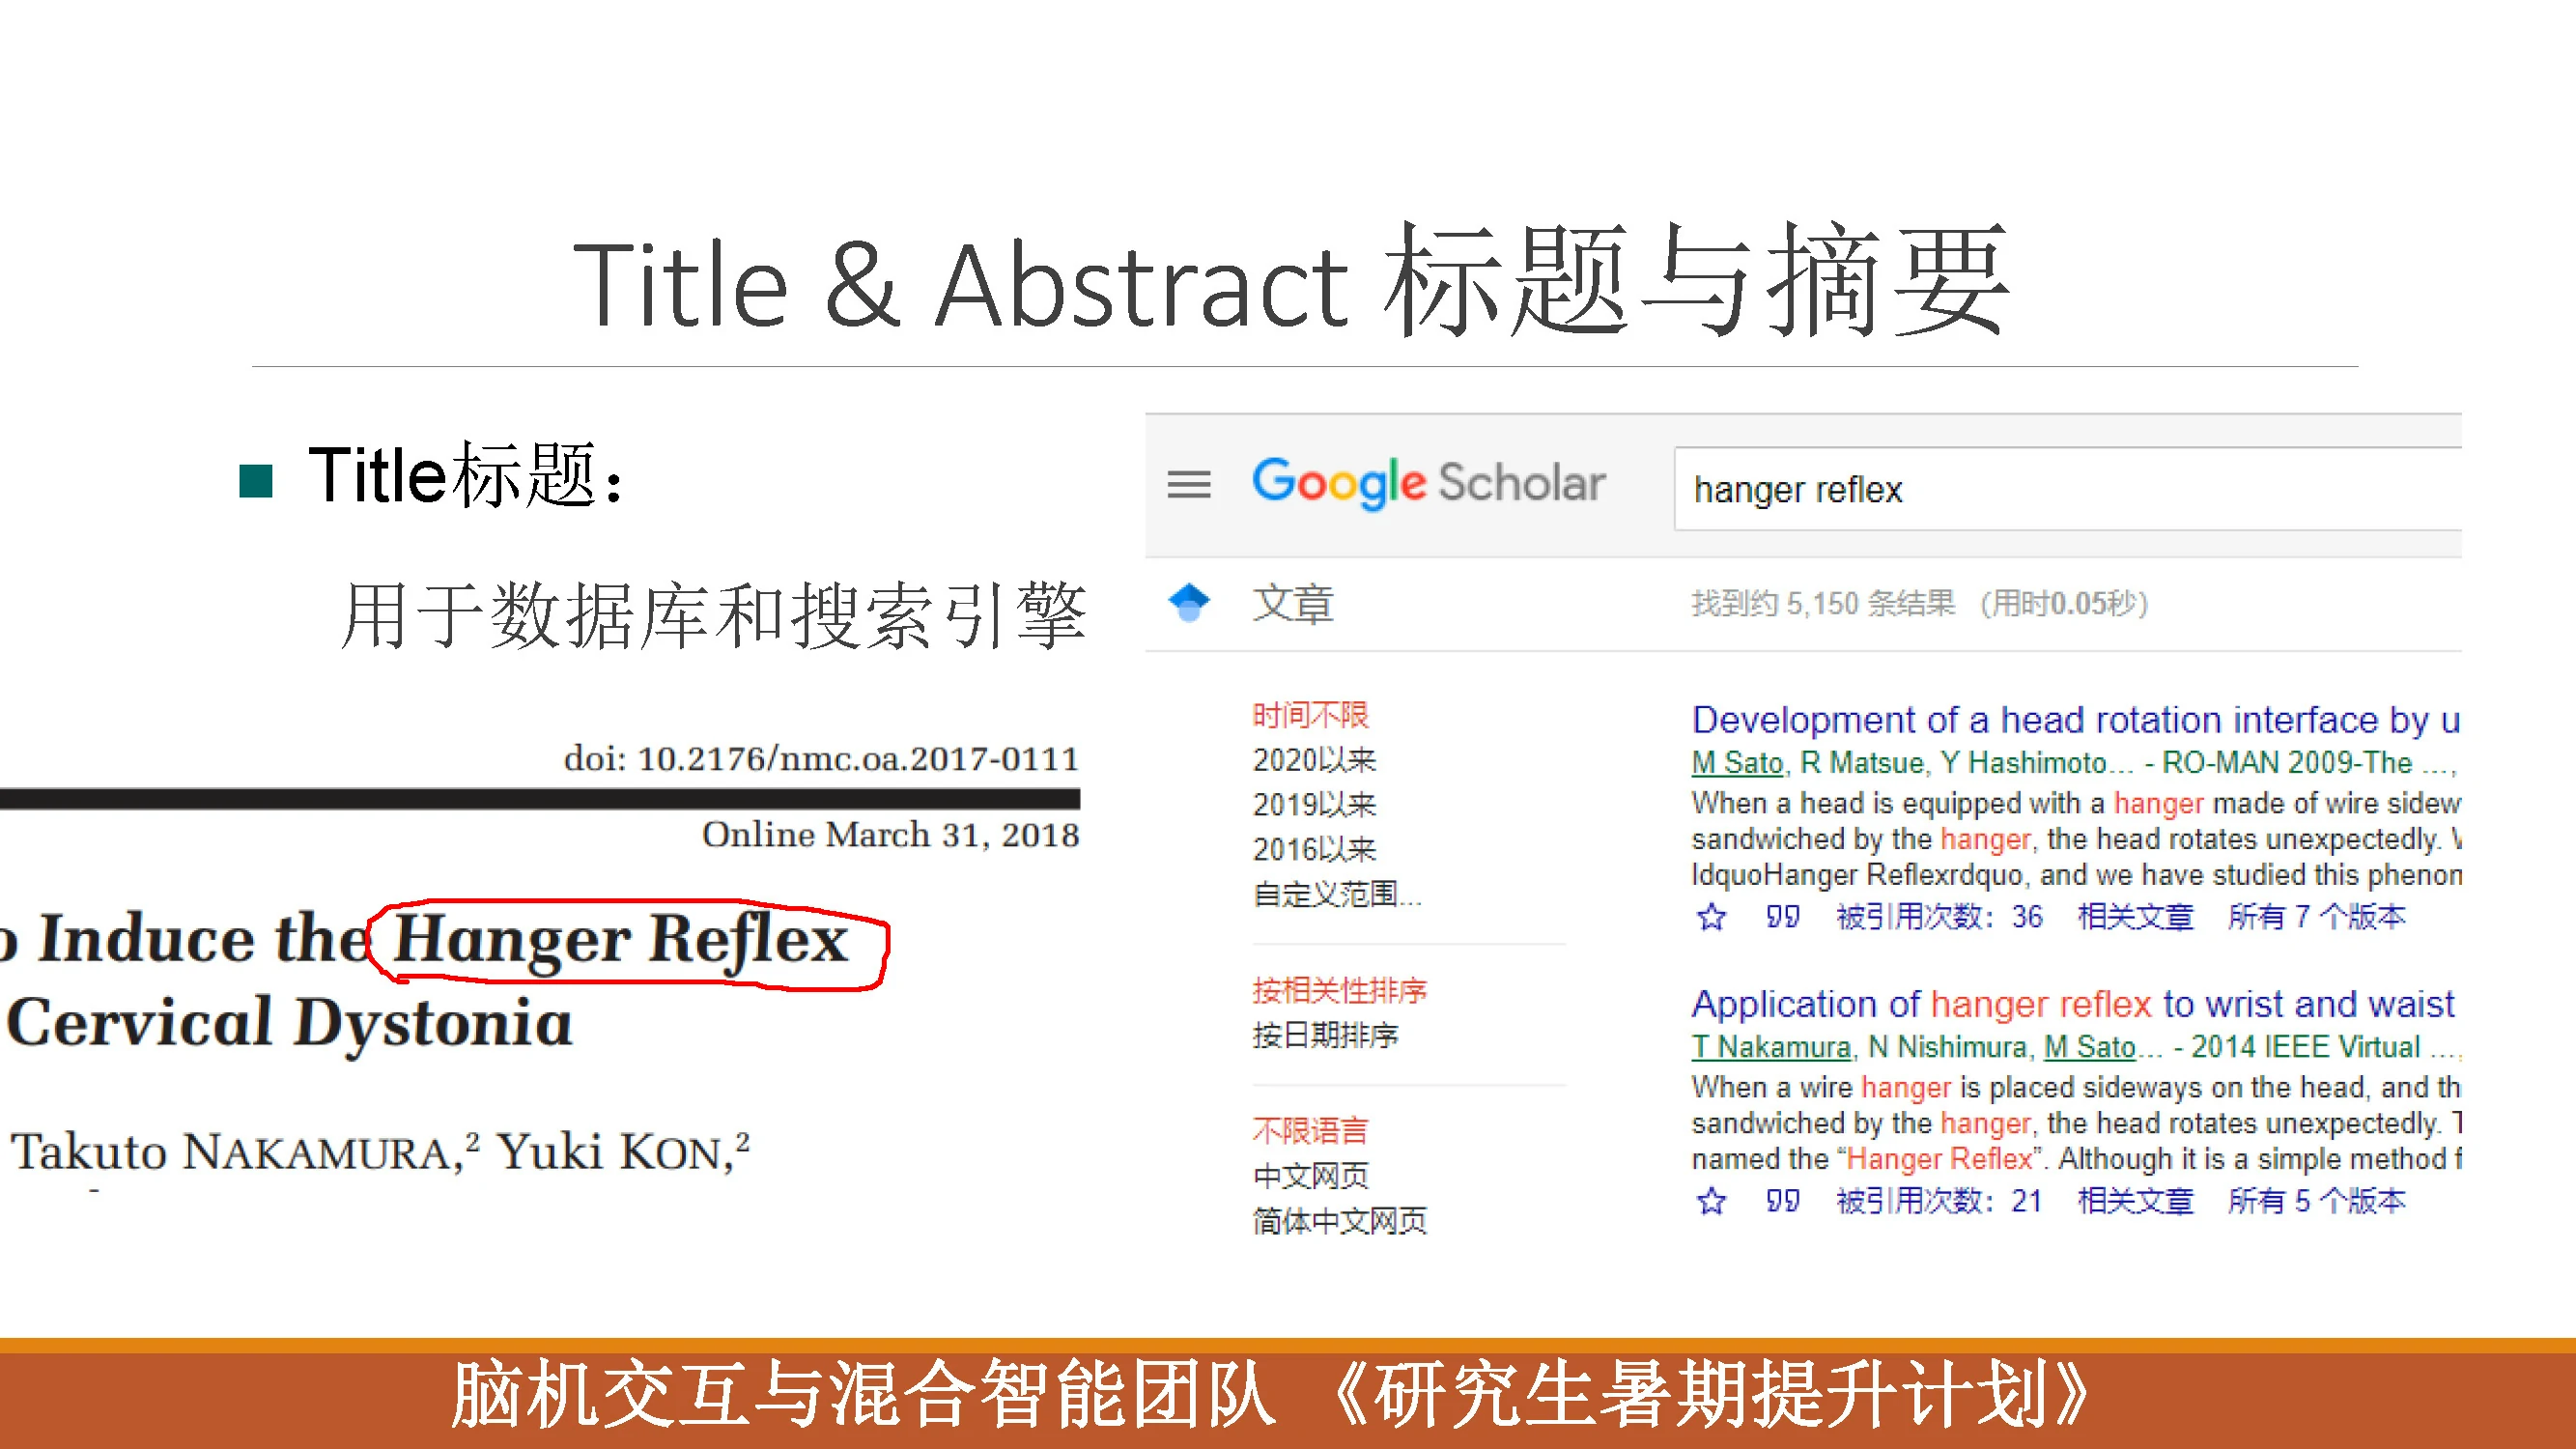 Title & Abstract 标题与摘要
Title标题：
用于数据库和搜索引擎
doi: 10.2176/nmc.oa.2017-0111
Online March 31, 2018
o Induce the Hanger Reflex
Cervical Dystonia
Takuto NAKAMURA,² Yuki KON,²
Google Scholar
hanger reflex
文章
找到约 5,150 条结果 （用时0.05秒）
时间不限
2020以来
2019以来
2016以来
自定义范围...
按相关性排序
按日期排序
不限语言
中文网页
简体中文网页
Development of a head rotation interface by u
M Sato, R Matsue, Y Hashimoto... - RO-MAN 2009-The ...,
When a head is equipped with a hanger made of wire sidew
sandwiched by the hanger, the head rotates unexpectedly.
ldquoHanger Reflexrdquo, and we have studied this phenom
被引用次数：36 相关文章 所有 7 个版本
Application of hanger reflex to wrist and waist
T Nakamura, N Nishimura, M Sato... - 2014 IEEE Virtual ...,
When a wire hanger is placed sideways on the head, and th
sandwiched by the hanger, the head rotates unexpectedly. T
named the “Hanger Reflex”. Although it is a simple method f
被引用次数：21 相关文章 所有 5 个版本
脑机交互与混合智能团队 《研究生暑期提升计划》